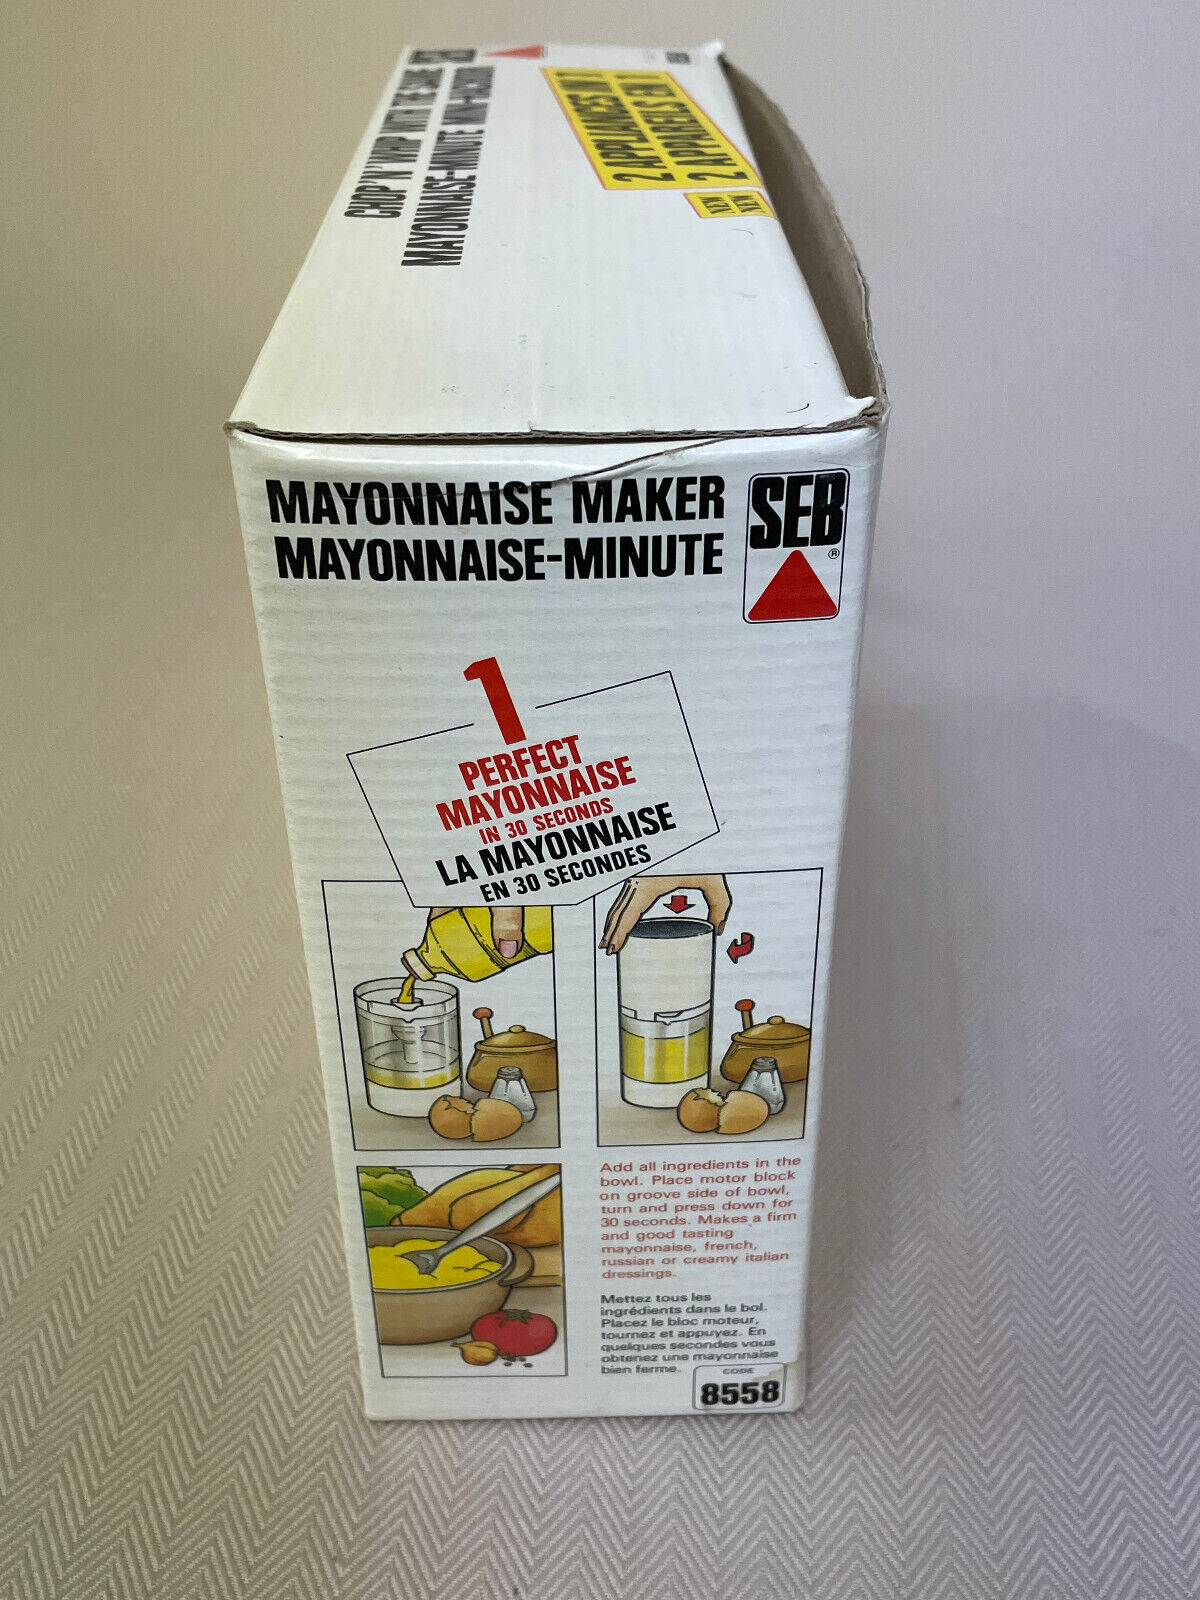 CHOP'N'WHIP WITH THE SAME
MAYONNAISE-MINUTE MINI-HACHOIR
2 APPLIANCES IN 1
2 APPAREILS EN 1
NEW
NEW
SEB
MAYONNAISE MAKER
MAYONNAISE-MINUTE
SEB
®
1
PERFECT
MAYONNAISE
IN 30 SECONDS
LA MAYONNAISE
EN 30 SECONDES
Add all ingredients in the
bowl. Place motor block
on groove side of bowl,
turn and press down for
30 seconds. Makes a firm
and good tasting
mayonnaise, french,
russian or creamy italian
dressings.
Mettez tous les
ingrédients dans le bol.
Placez le bloc moteur,
tournez et appuyez. En
quelques secondes vous
obtenez une mayonnaise
bien ferme.
CODE
8558